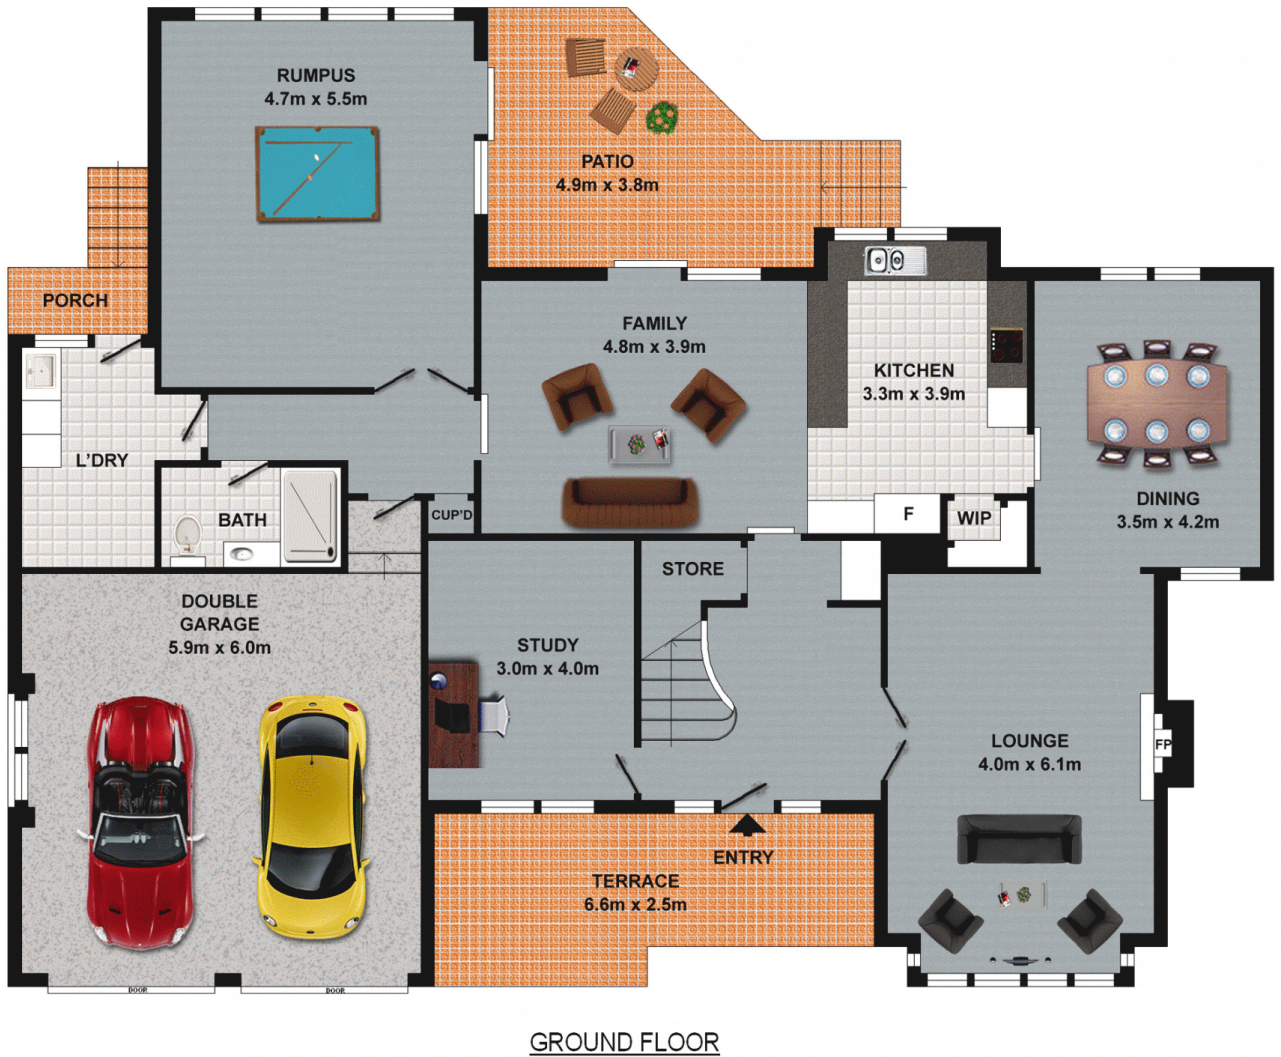 RUMPUS
4.7m x 5.5m
PATIO
4.9m x 3.8m
PORCH
FAMILY
4.8m x 3.9m
KITCHEN
3.3m x 3.9m
L'DRY
BATH
CUP'D
F
WIP
DINING
3.5m x 4.2m
DOUBLE
GARAGE
5.9m x 6.0m
STORE
STUDY
3.0m x 4.0m
LOUNGE
4.0m x 6.1m
FP
ENTRY
TERRACE
6.6m x 2.5m
DOOR
DOOR
GROUND FLOOR